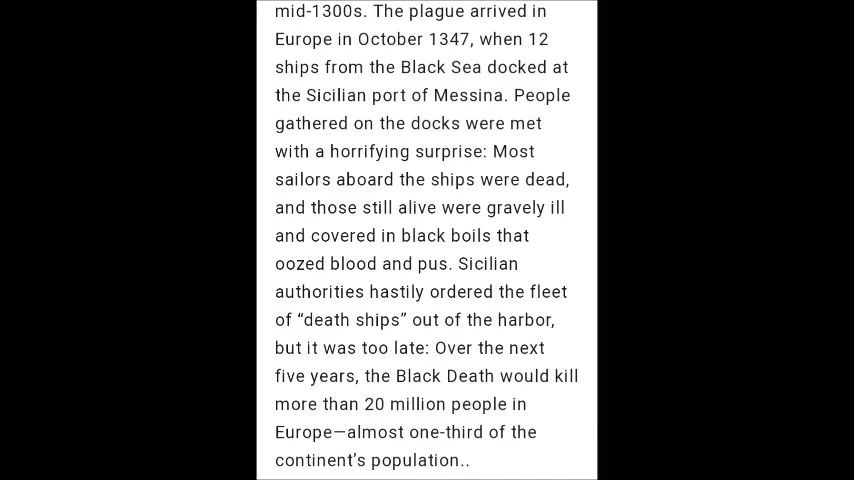 mid-1300s. The plague arrived in
Europe in October 1347, when 12
ships from the Black Sea docked at
the Sicilian port of Messina. People
gathered on the docks were met
with a horrifying surprise: Most
sailors aboard the ships were dead,
and those still alive were gravely ill
and covered in black boils that
oozed blood and pus. Sicilian
authorities hastily ordered the fleet
of “death ships” out of the harbor,
but it was too late: Over the next
five years, the Black Death would kill
more than 20 million people in
Europe—almost one-third of the
continent’s population..